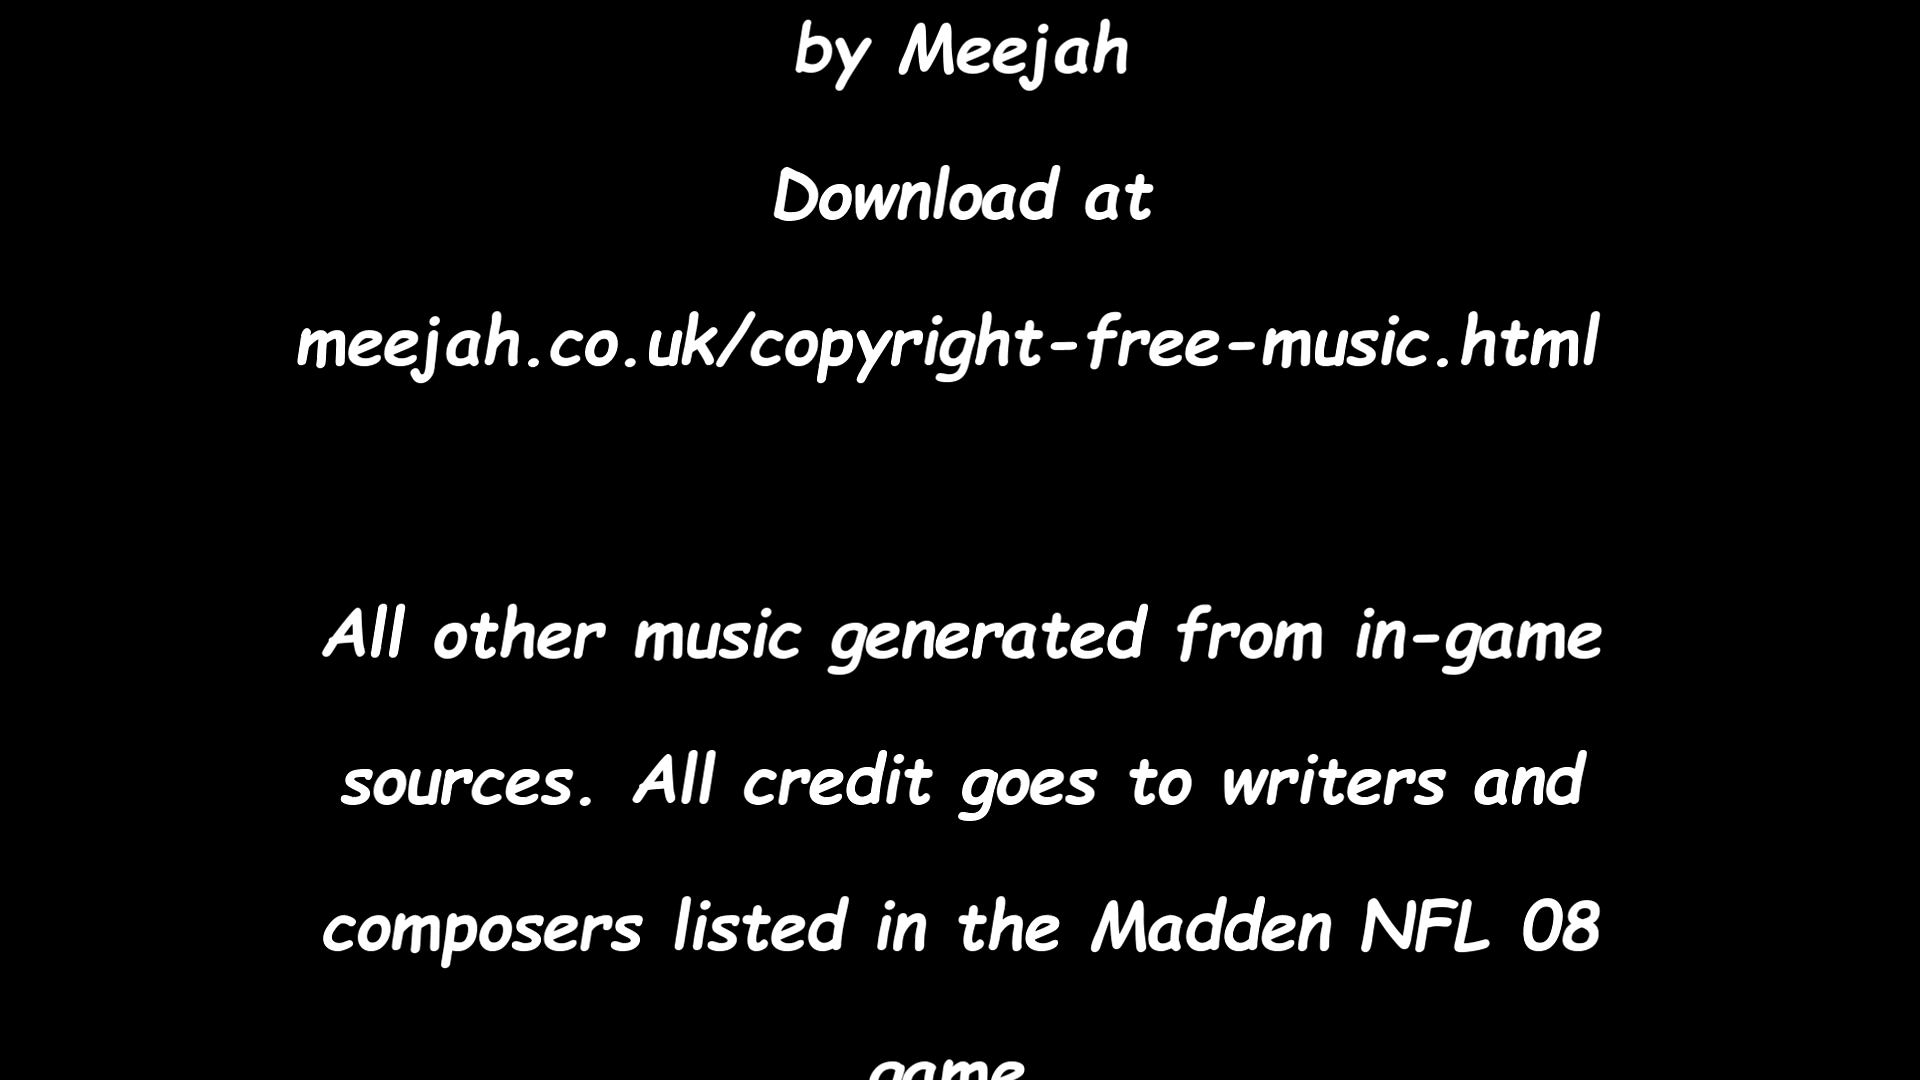 by Meejah
Download at
meejah.co.uk/copyright-free-music.html
All other music generated from in-game
sources. All credit goes to writers and
composers listed in the Madden NFL 08
game